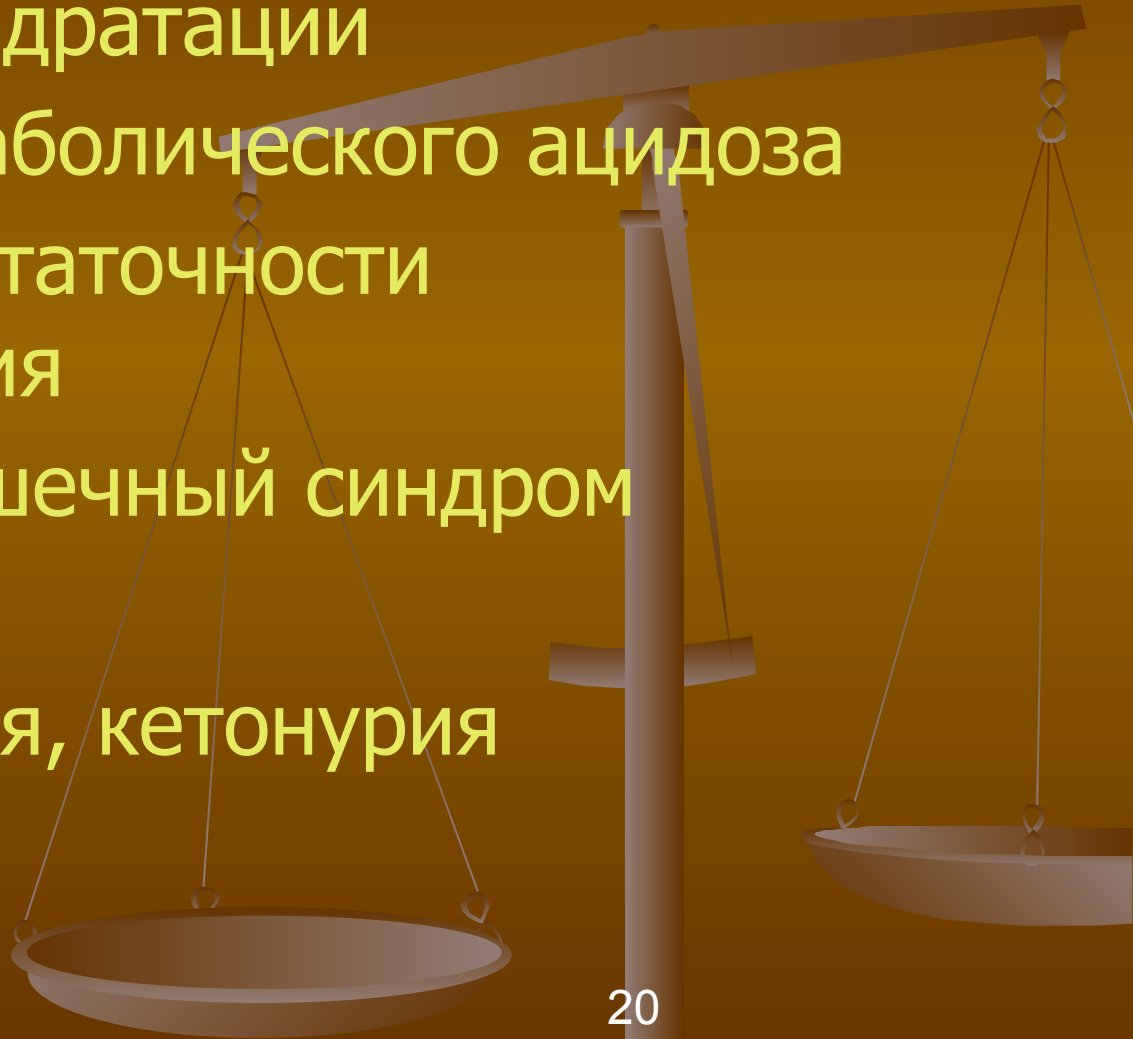 дратации
аболического ацидоза
таточности
ия
шечный синдром
я, кетонурия
20